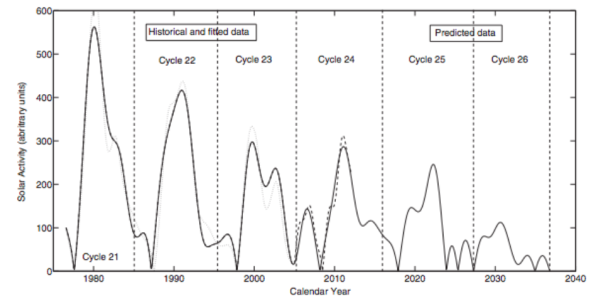 600
500
400
300
200
100
0
Solar Activity (abritrary units)
Historical and fitted data
Predicted data
Cycle 21
Cycle 22
Cycle 23
Cycle 24
Cycle 25
Cycle 26
1980
1990
2000
2010
2020
2030
2040
Calendar Year